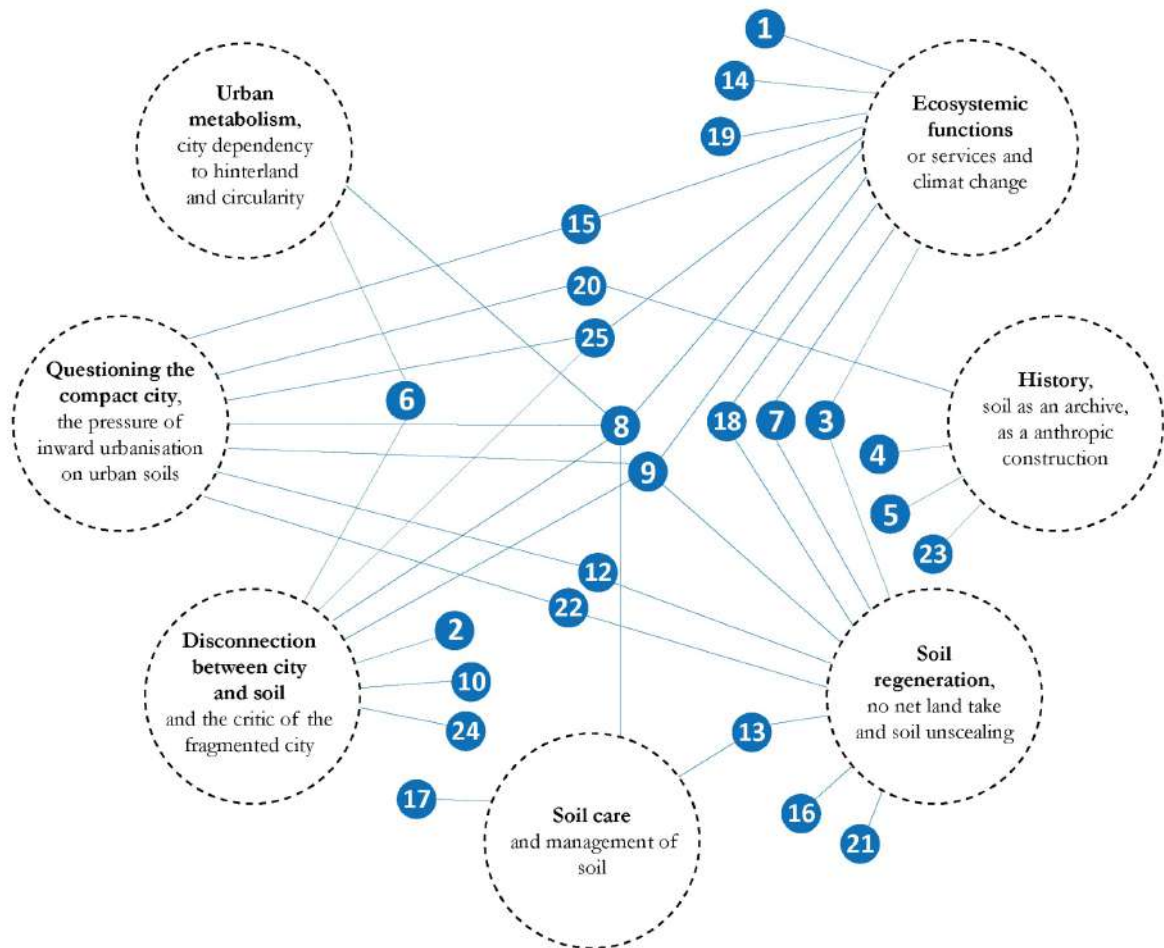 1
14
19
Urban
metabolism,
city dependency
to hinterland
and circularity
Ecosystemic
functions
or services and
climat change
15
20
25
Questioning the
compact city,
the pressure of
inward urbanisation
on urban soils
6
8
9
18
7
3
History,
soil as an archive,
as a anthropic
construction
4
5
23
12
22
Disconnection
between city
and soil
and the critic of the
fragmented city
2
10
24
Soil
regeneration,
no net land take
and soil unscealing
13
16
21
17
Soil care
and management of
soil